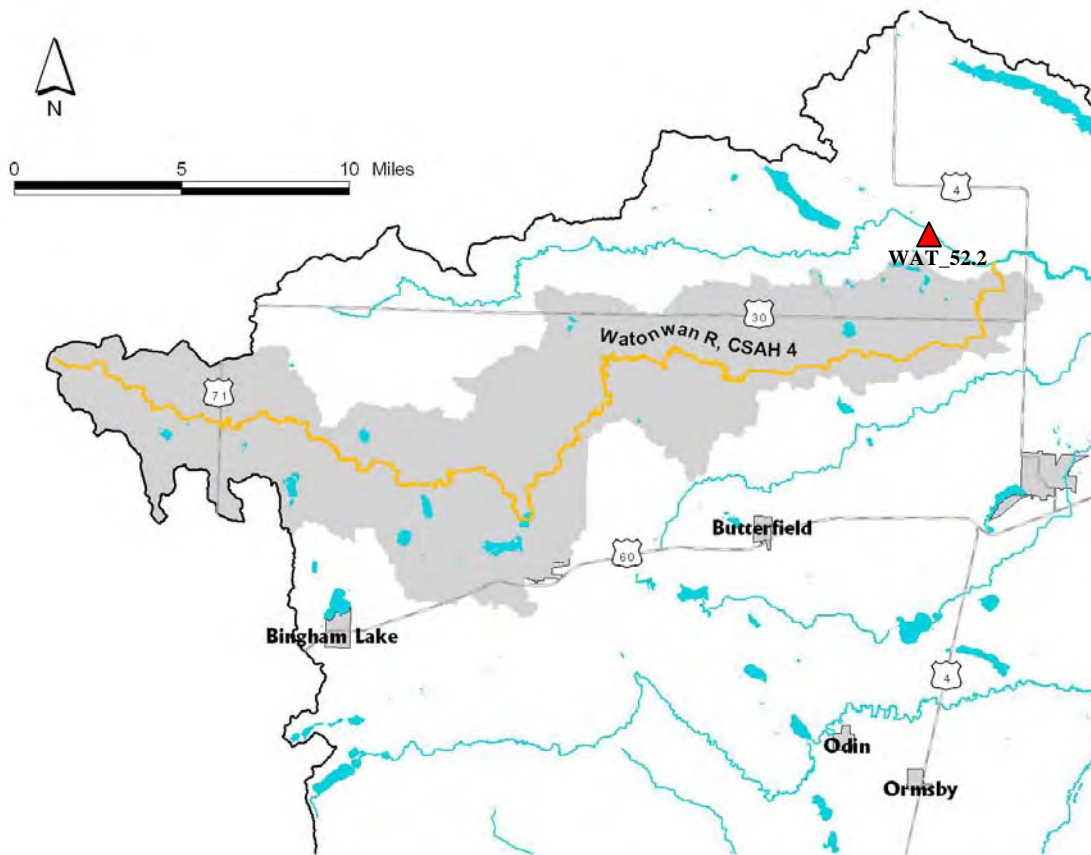 N
0 5 10 Miles
4
WAT_52.2
30
Watonwan R, CSAH 4
71
Butterfield
60
Bingham Lake
4
Odin
Ormsby